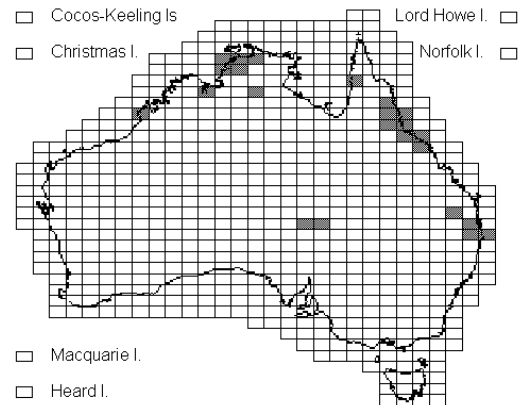 Cocos-Keeling Is
Lord Howe I.
Christmas I.
Norfolk I.
Macquarie I.
Heard I.